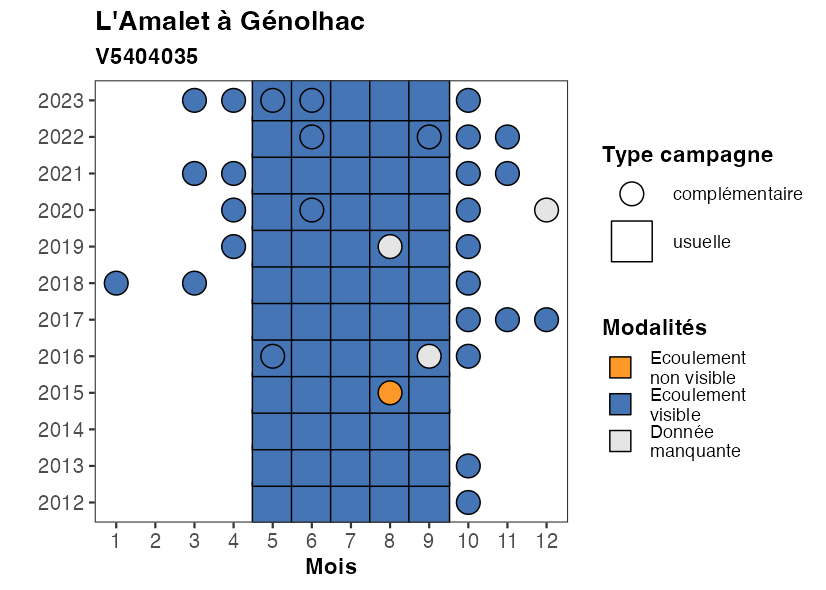 L'Amalet à Génolhac
V5404035
2023
2022
2021
2020
2019
2018
2017
2016
2015
2014
2013
2012
1 2 3 4 5 6 7 8 9 10 11 12
Mois
Type campagne
complémentaire
usuelle
Modalités
Ecoulement
non visible
Ecoulement
visible
Donnée
manquante